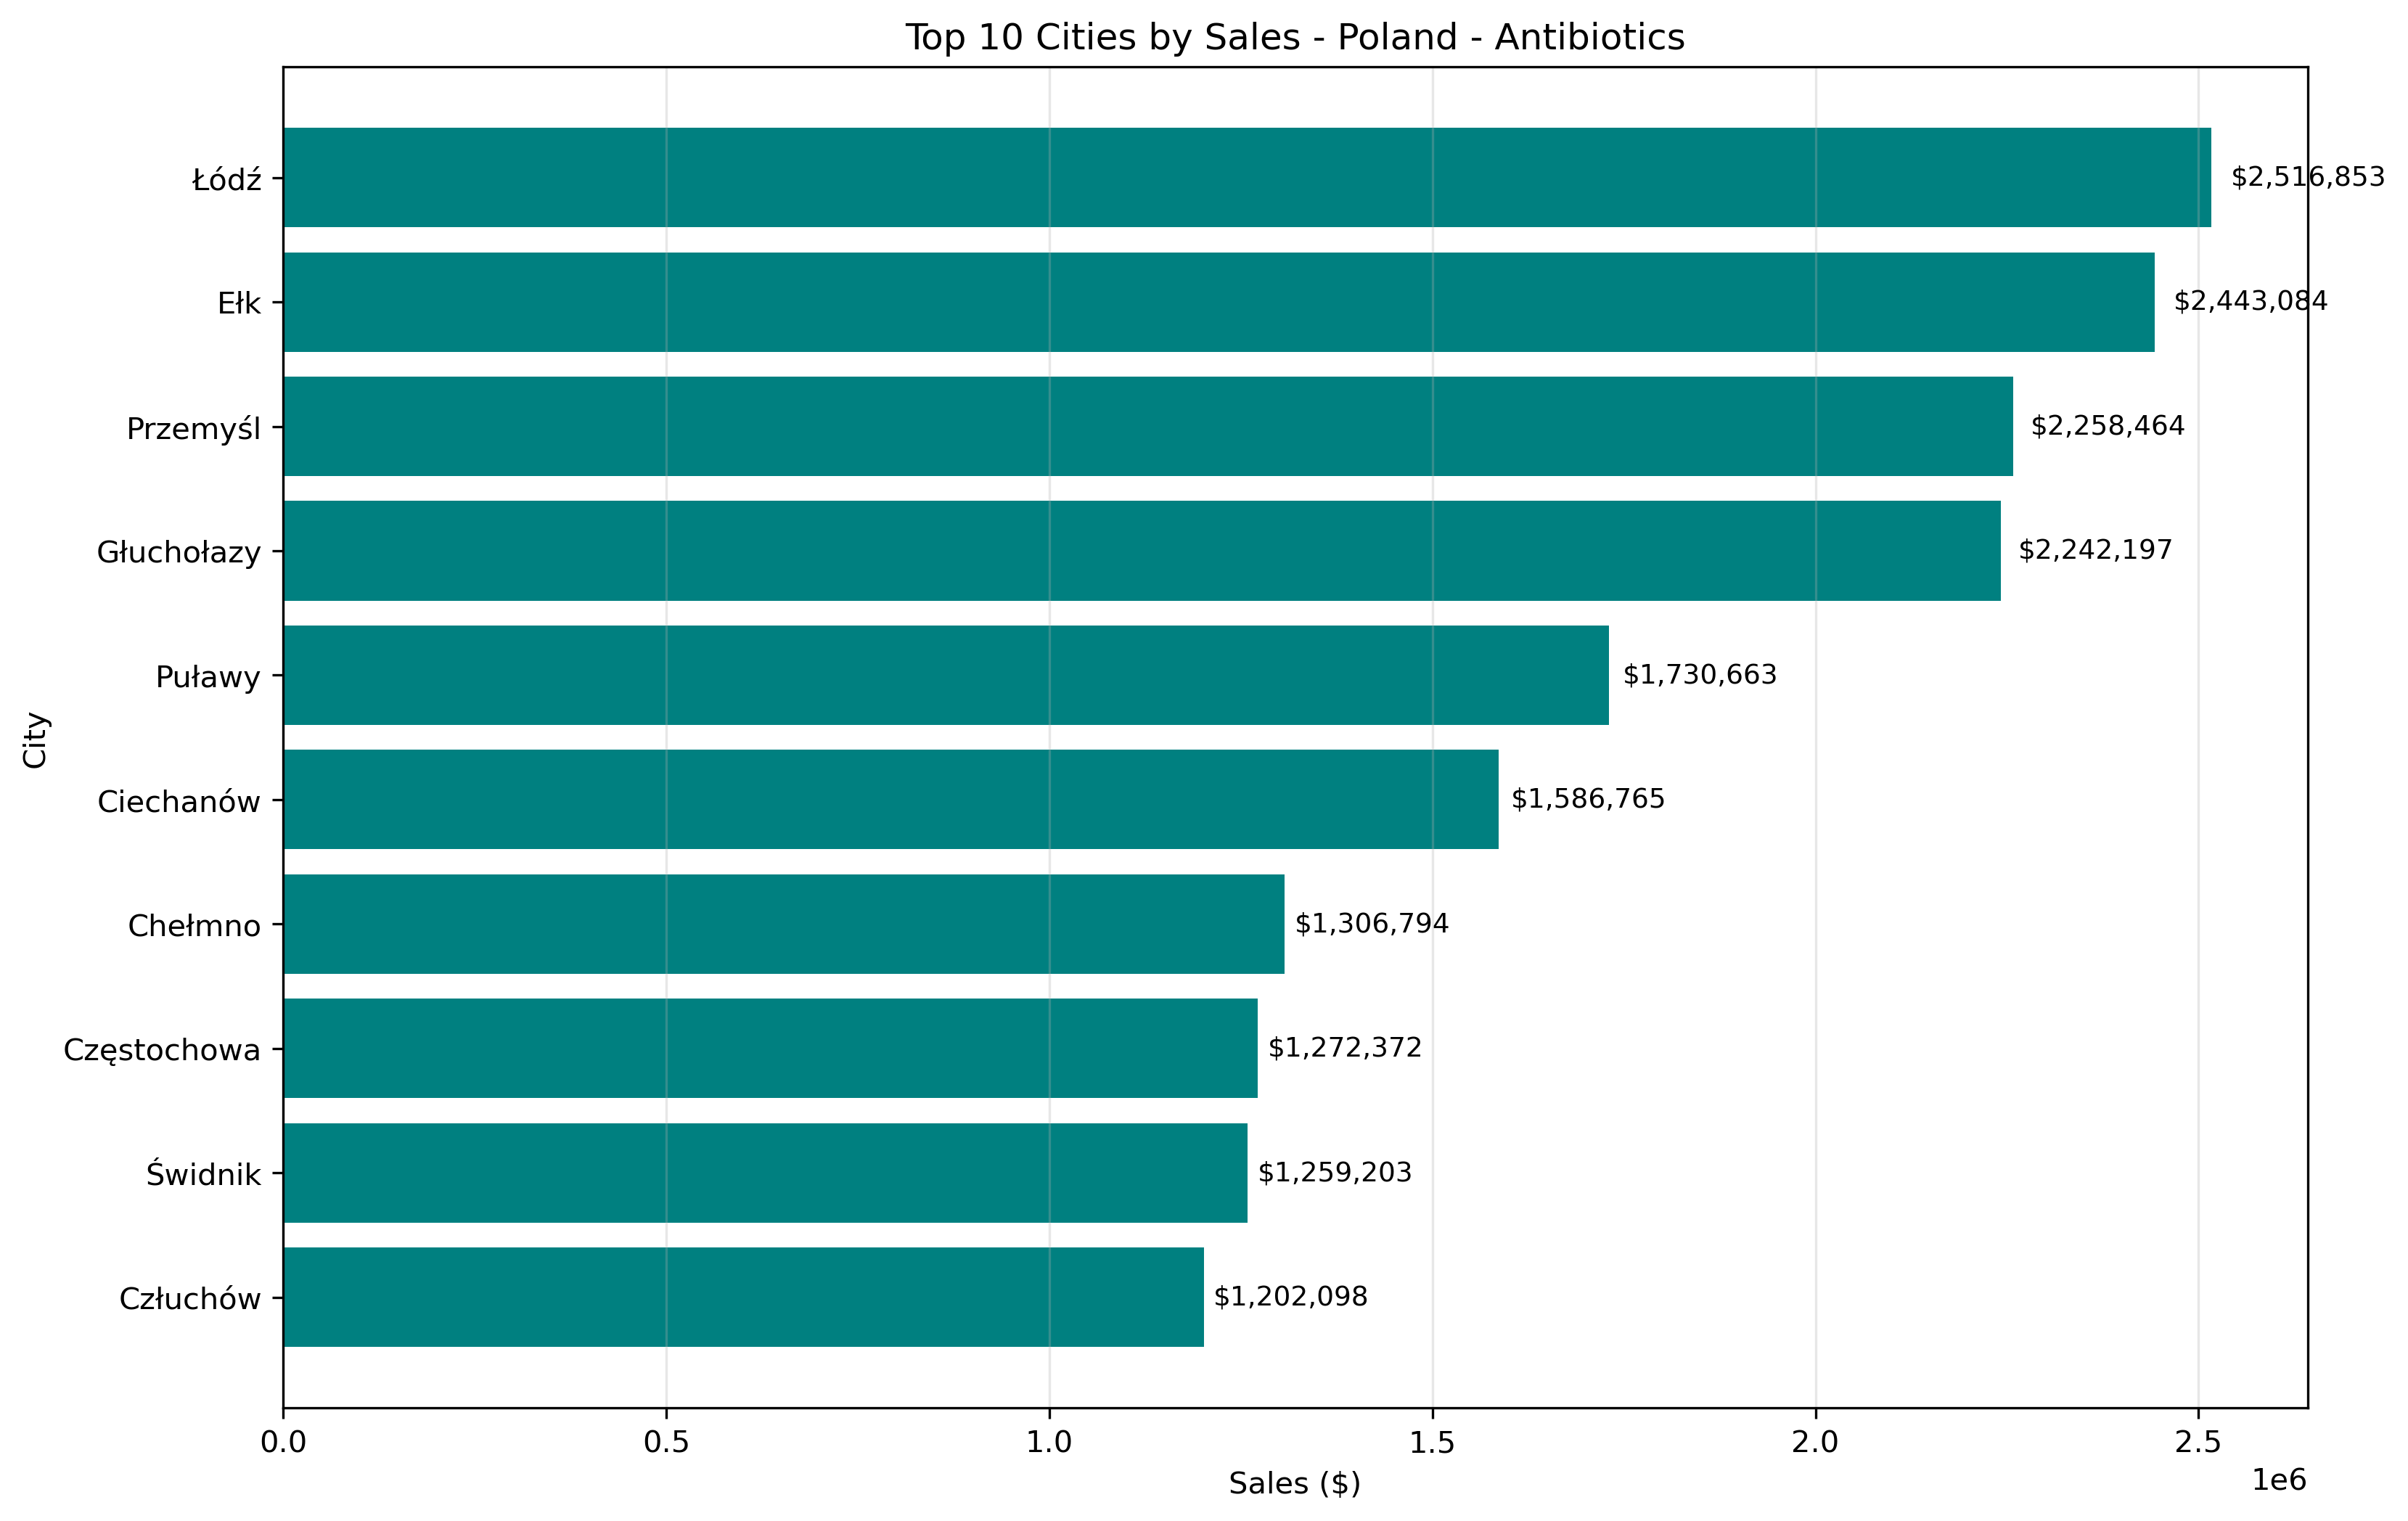 Top 10 Cities by Sales - Poland - Antibiotics
Łódź
$2,516,853
Ełk
$2,443,084
Przemyśl
$2,258,464
Głuchołazy
$2,242,197
Puławy
$1,730,663
Ciechanów
$1,586,765
Chełmno
$1,306,794
Częstochowa
$1,272,372
Świdnik
$1,259,203
Człuchów
$1,202,098
City
0.0 0.5 1.0 1.5 2.0 2.5
1e6
Sales ($)